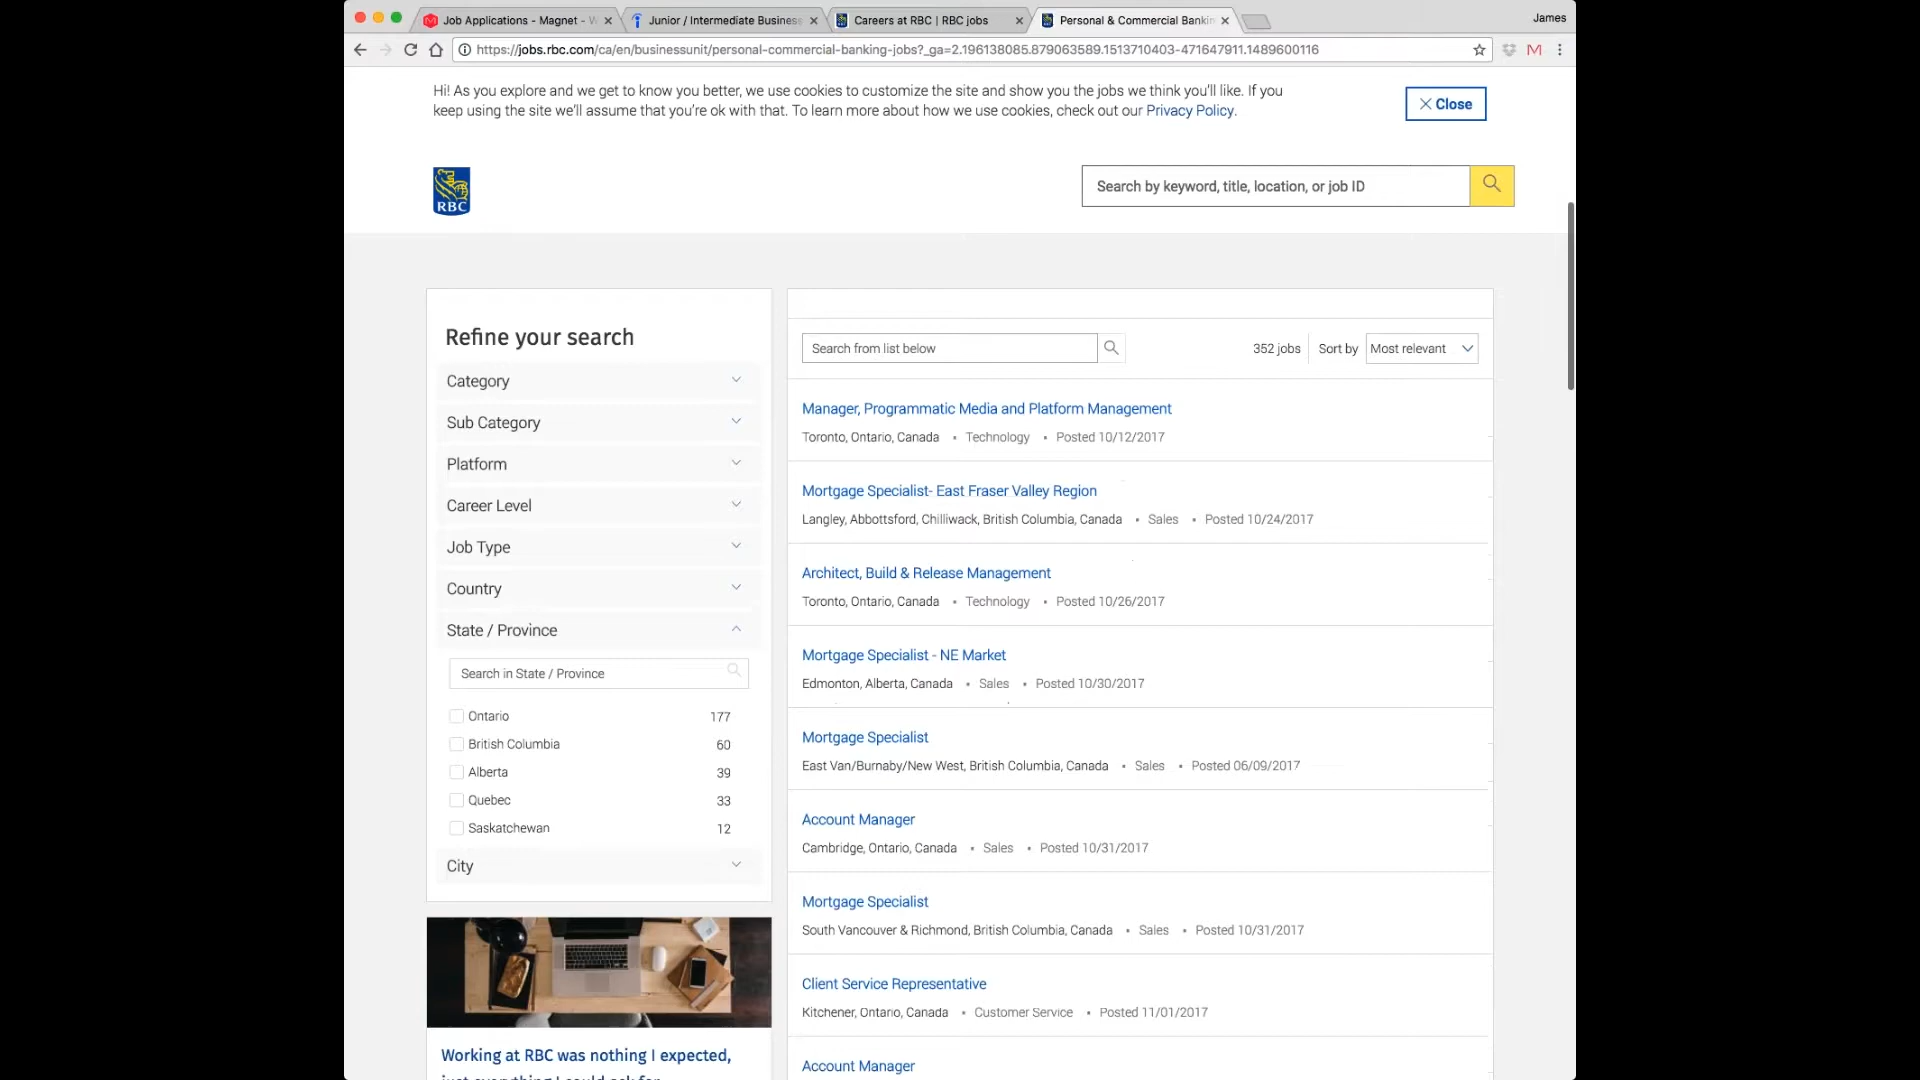 Job Applications - Magnet - W
Junior / Intermediate Business
Careers at RBC | RBC jobs
Personal & Commercial Bankin
James
https://jobs.rbc.com/ca/en/businessunit/personal-commercial-banking-jobs?_ga=2.196138085.879063589.1513710403-471647911.1489600116
Hi! As you explore and we get to know you better, we use cookies to customize the site and show you the jobs we think you'll like. If you
keep using the site we'll assume that you're ok with that. To learn more about how we use cookies, check out our Privacy Policy.
Close
RBC
Search by keyword, title, location, or job ID
Refine your search
Category
Sub Category
Platform
Career Level
Job Type
Country
State / Province
Search in State / Province
Ontario 177
British Columbia 60
Alberta 39
Quebec 33
Saskatchewan 12
City
Working at RBC was nothing I expected,
just everything I could ask for
Search from list below
352 jobs
Sort by Most relevant
Manager, Programmatic Media and Platform Management
Toronto, Ontario, Canada • Technology • Posted 10/12/2017
Mortgage Specialist- East Fraser Valley Region
Langley, Abbottsford, Chilliwack, British Columbia, Canada • Sales • Posted 10/24/2017
Architect, Build & Release Management
Toronto, Ontario, Canada • Technology • Posted 10/26/2017
Mortgage Specialist - NE Market
Edmonton, Alberta, Canada • Sales • Posted 10/30/2017
Mortgage Specialist
East Van/Burnaby/New West, British Columbia, Canada • Sales • Posted 06/09/2017
Account Manager
Cambridge, Ontario, Canada • Sales • Posted 10/31/2017
Mortgage Specialist
South Vancouver & Richmond, British Columbia, Canada • Sales • Posted 10/31/2017
Client Service Representative
Kitchener, Ontario, Canada • Customer Service • Posted 11/01/2017
Account Manager